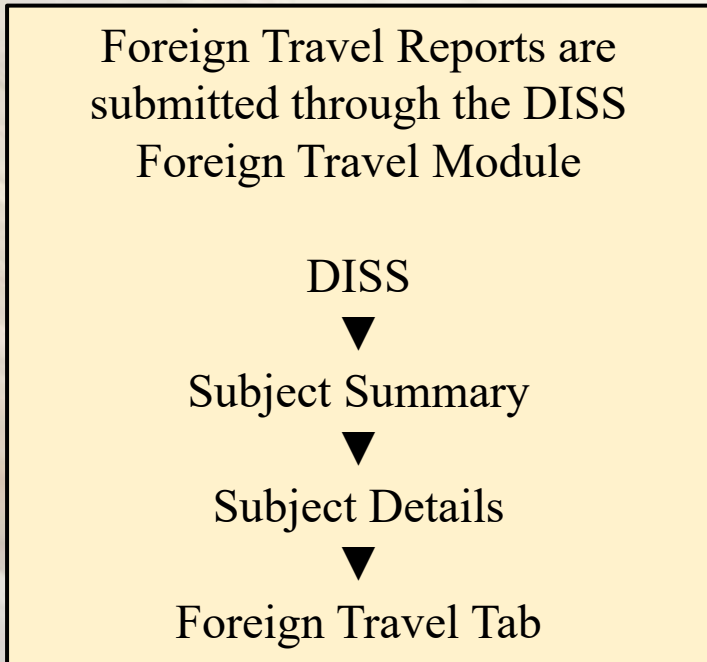 Foreign Travel Reports are
submitted through the DISS
Foreign Travel Module
DISS
Subject Summary
Subject Details
Foreign Travel Tab